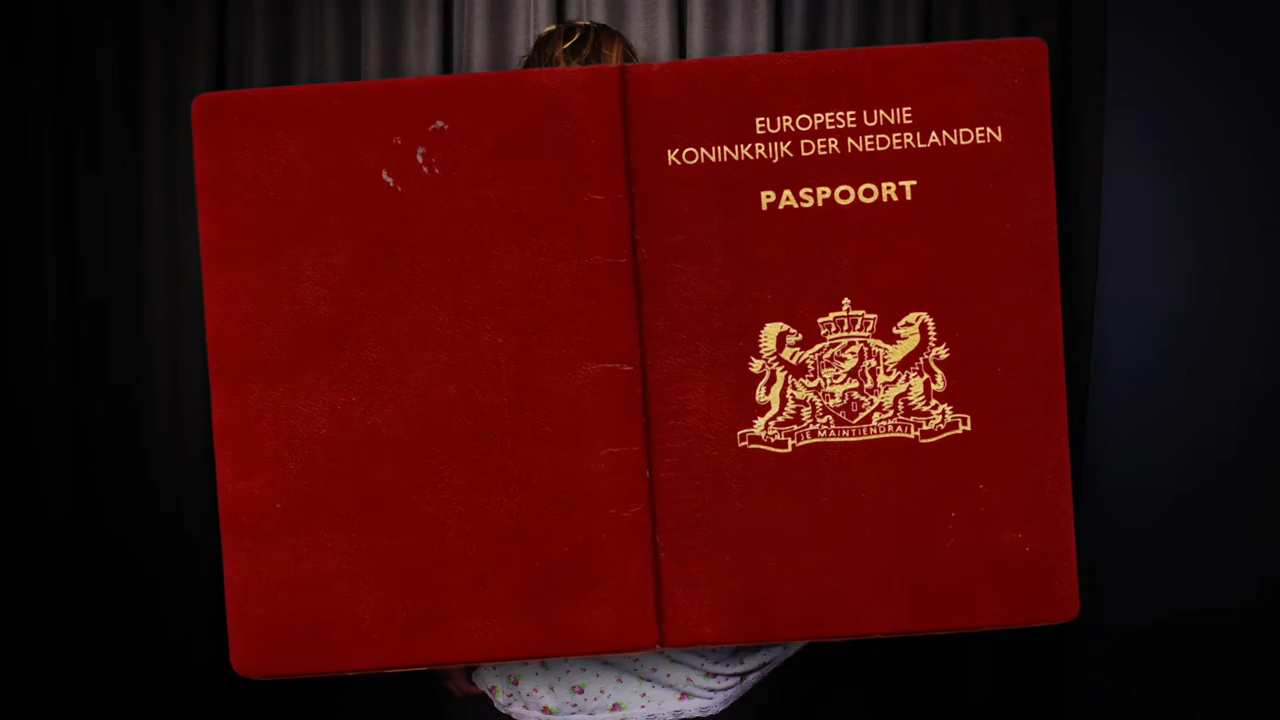 EUROPESE UNIE
KONINKRIJK DER NEDERLANDEN
PASPOORT
JE MAINTIENDRAI